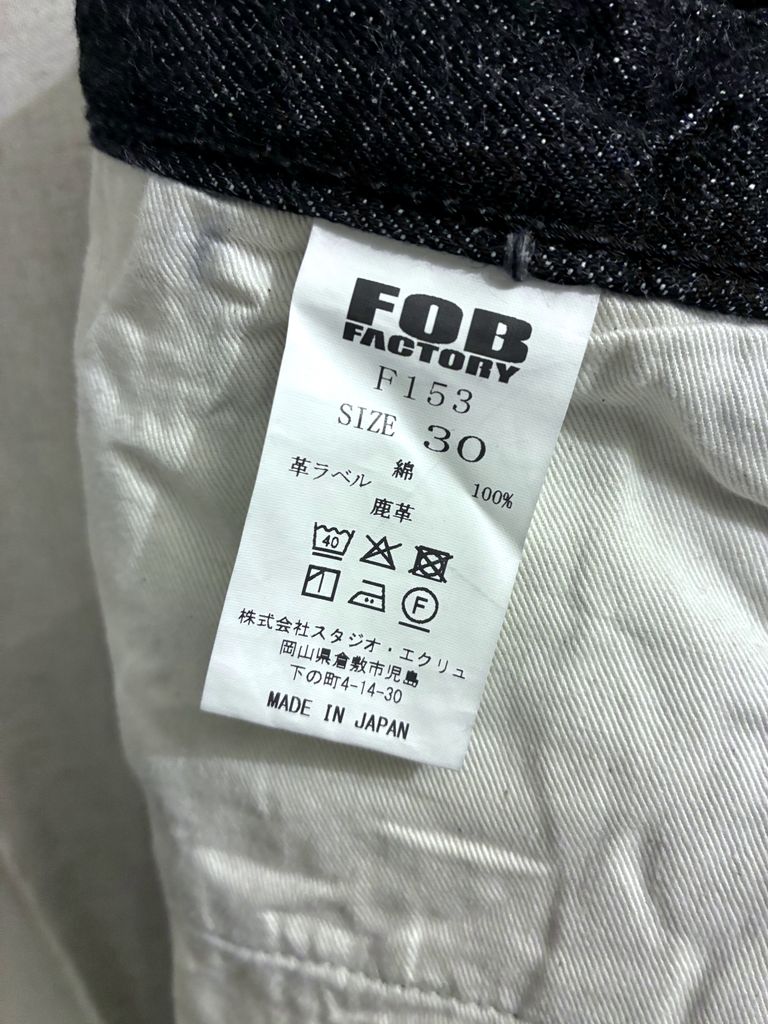 FOB
FACTORY
F153
SIZE 30
綿 100%
革ラベル 鹿革
40
F
株式会社スタジオ・エクリュ
岡山県倉敷市児島
下の町4-14-30
MADE IN JAPAN